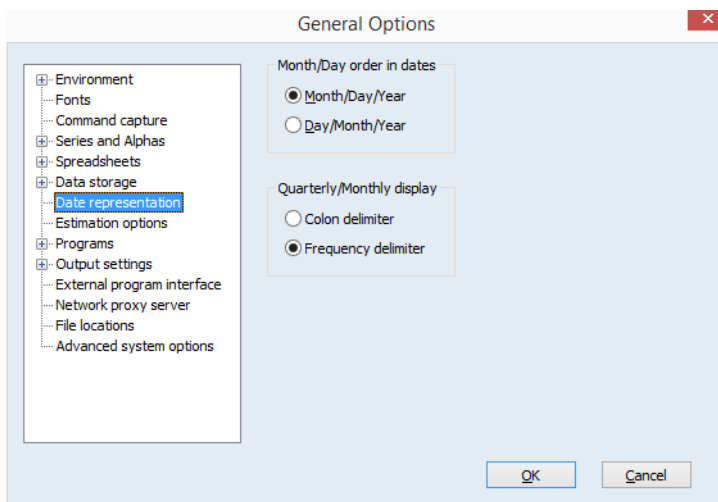 General Options
Environment
Fonts
Command capture
Series and Alphas
Spreadsheets
Data storage
Date representation
Estimation options
Programs
Output settings
External program interface
Network proxy server
File locations
Advanced system options
Month/Day order in dates
Month/Day/Year
Day/Month/Year
Quarterly/Monthly display
Colon delimiter
Frequency delimiter
OK
Cancel